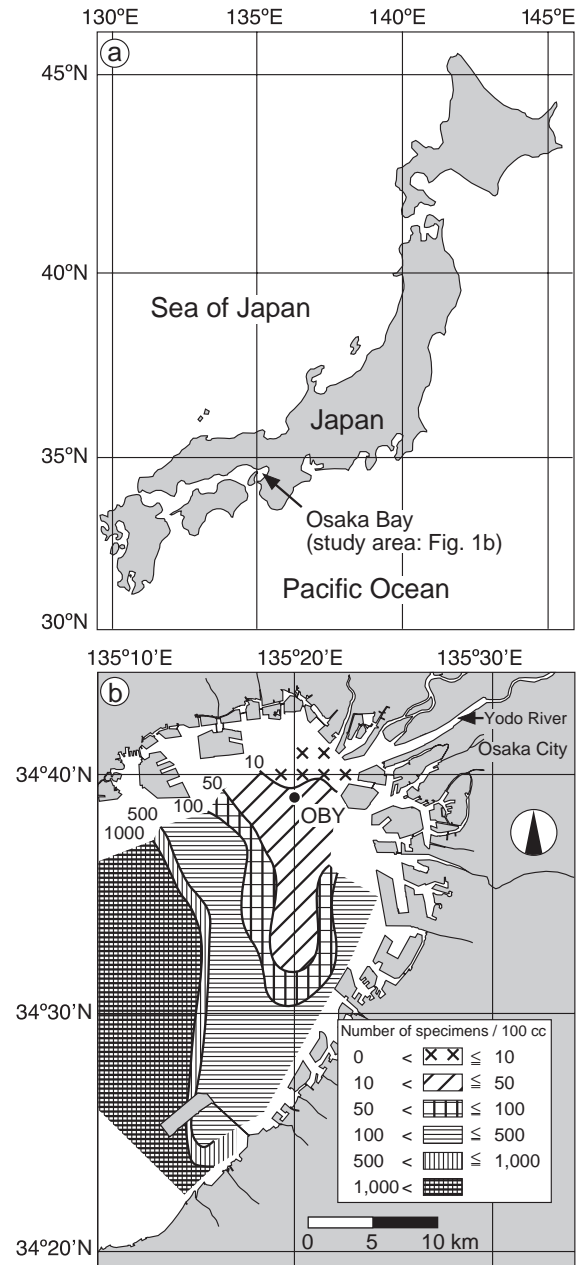 130ºE 135ºE 140ºE 145ºE
a
45ºN
40ºN
Sea of Japan
Japan
35ºN
Osaka Bay
(study area: Fig. 1b)
Pacific Ocean
30ºN
135º10’E 135º20’E 135º30’E
b
Yodo River
Osaka City
10
34º40’N
50
100
OBY
500
1000
34º30’N
Number of specimens / 100 cc
0 < ≦ 10
10 < ≦ 50
50 < ≦ 100
100 < ≦ 500
500 < ≦ 1,000
1,000 <
34º20’N
0 5 10 km